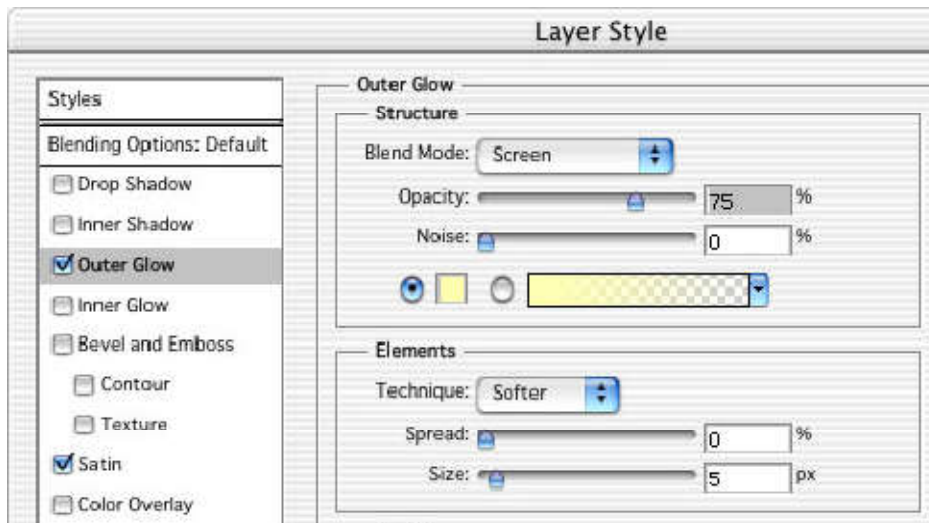 Layer Style
Styles
Blending Options: Default
Drop Shadow
Inner Shadow
Outer Glow
Inner Glow
Bevel and Emboss
Contour
Texture
Satin
Color Overlay
Outer Glow
Structure
Blend Mode: Screen
Opacity: 75 %
Noise: 0 %
Elements
Technique: Softer
Spread: 0 %
Size: 5 px